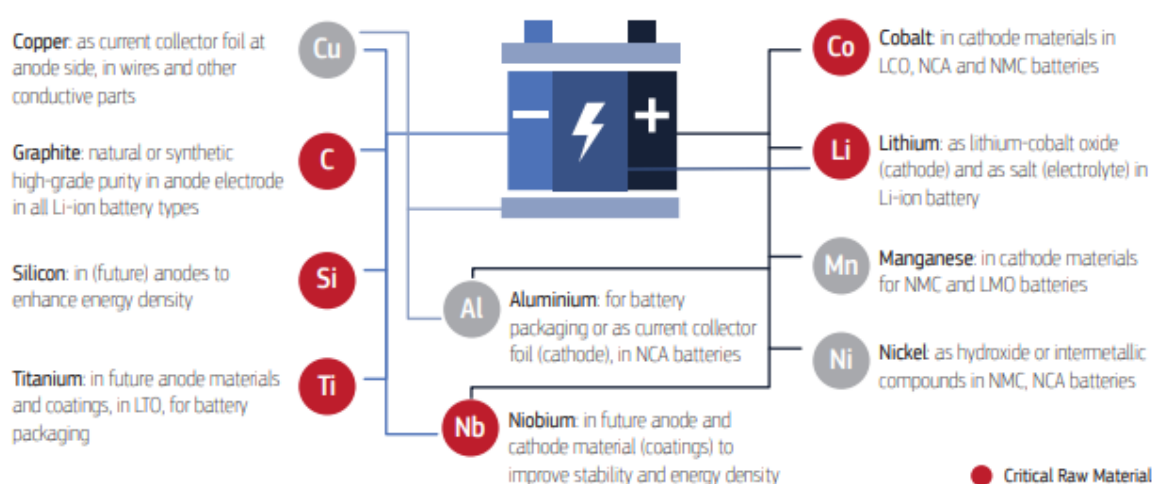 Copper: as current collector foil at
anode side, in wires and other
conductive parts
Cu
Graphite: natural or synthetic
high-grade purity in anode electrode
in all Li-ion battery types
C
Silicon: in (future) anodes to
enhance energy density
Si
Titanium: in future anode materials
and coatings, in LTO, for battery
packaging
Ti
− +
Al
Aluminium: for battery
packaging or as current collector
foil (cathode), in NCA batteries
Nb
Niobium: in future anode and
cathode material (coatings) to
improve stability and energy density
Co
Cobalt: in cathode materials in
LCO, NCA and NMC batteries
Li
Lithium: as lithium-cobalt oxide
(cathode) and as salt (electrolyte) in
Li-ion battery
Mn
Manganese: in cathode materials
for NMC and LMO batteries
Ni
Nickel: as hydroxide or intermetallic
compounds in NMC, NCA batteries
Critical Raw Material